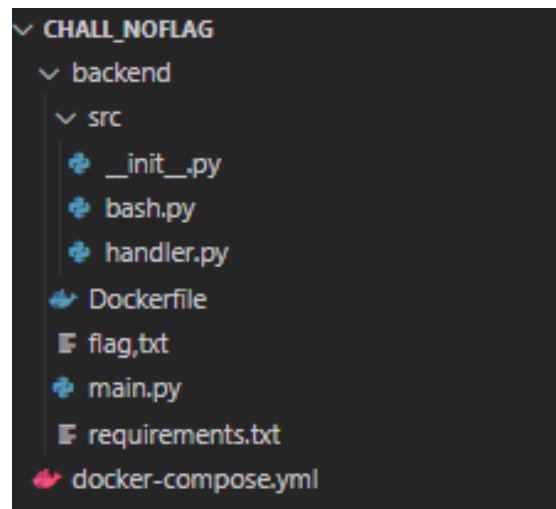 CHALL_NOFLAG
backend
src
__init__.py
bash.py
handler.py
Dockerfile
flag,txt
main.py
requirements.txt
docker-compose.yml